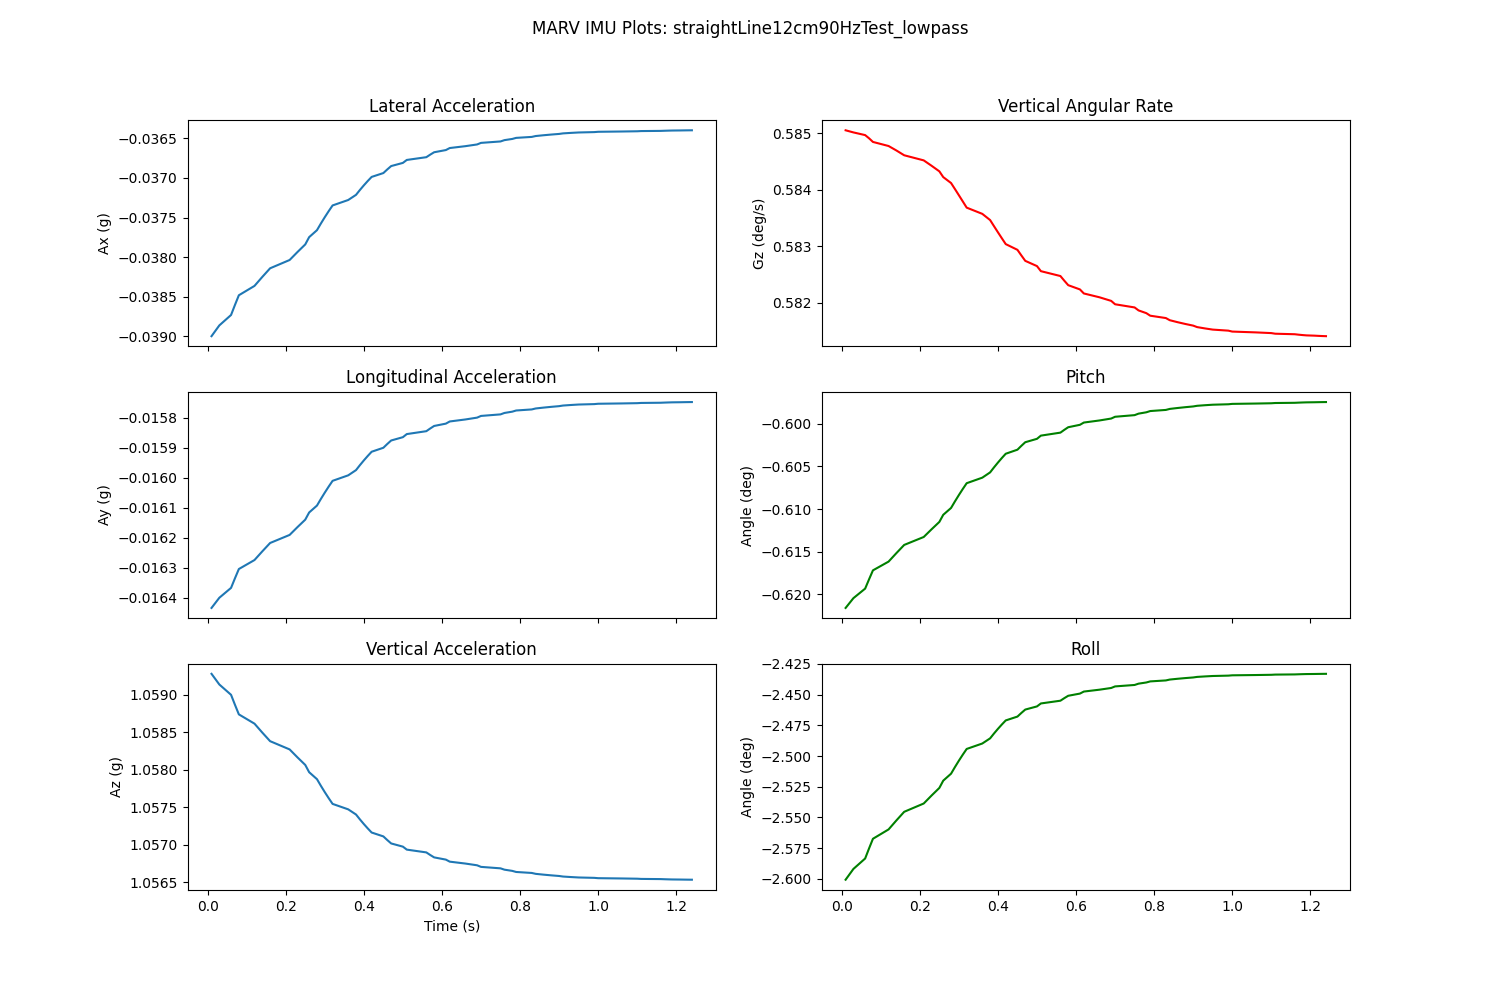 MARV IMU Plots: straightLine12cm90HzTest_lowpass
Lateral Acceleration
Ax (g)
−0.0365
−0.0370
−0.0375
−0.0380
−0.0385
−0.0390
Vertical Angular Rate
Gz (deg/s)
0.585
0.584
0.583
0.582
Longitudinal Acceleration
Ay (g)
−0.0158
−0.0159
−0.0160
−0.0161
−0.0162
−0.0163
−0.0164
Pitch
Angle (deg)
−0.600
−0.605
−0.610
−0.615
−0.620
Vertical Acceleration
Az (g)
1.0590
1.0585
1.0580
1.0575
1.0570
1.0565
0.0 0.2 0.4 0.6 0.8 1.0 1.2
Time (s)
Roll
Angle (deg)
−2.425
−2.450
−2.475
−2.500
−2.525
−2.550
−2.575
−2.600
0.0 0.2 0.4 0.6 0.8 1.0 1.2